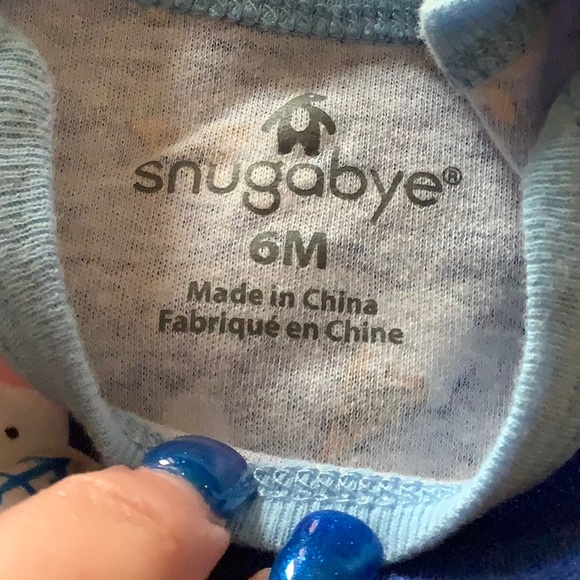 snugabye®
6M
Made in China
Fabriqué en Chine